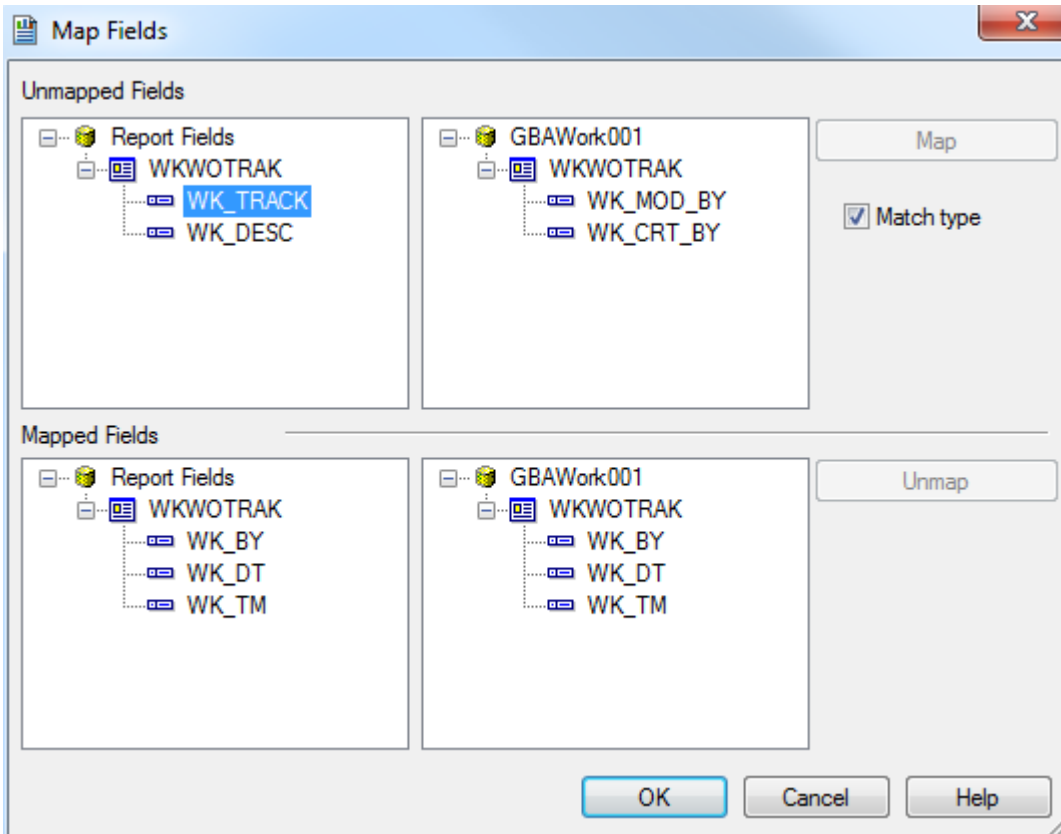 Map Fields
Unmapped Fields
Report Fields
WKWOTRAK
WK_TRACK
WK_DESC
GBAWork001
WKWOTRAK
WK_MOD_BY
WK_CRT_BY
Map
Match type
Mapped Fields
Report Fields
WKWOTRAK
WK_BY
WK_DT
WK_TM
GBAWork001
WKWOTRAK
WK_BY
WK_DT
WK_TM
Unmap
OK
Cancel
Help